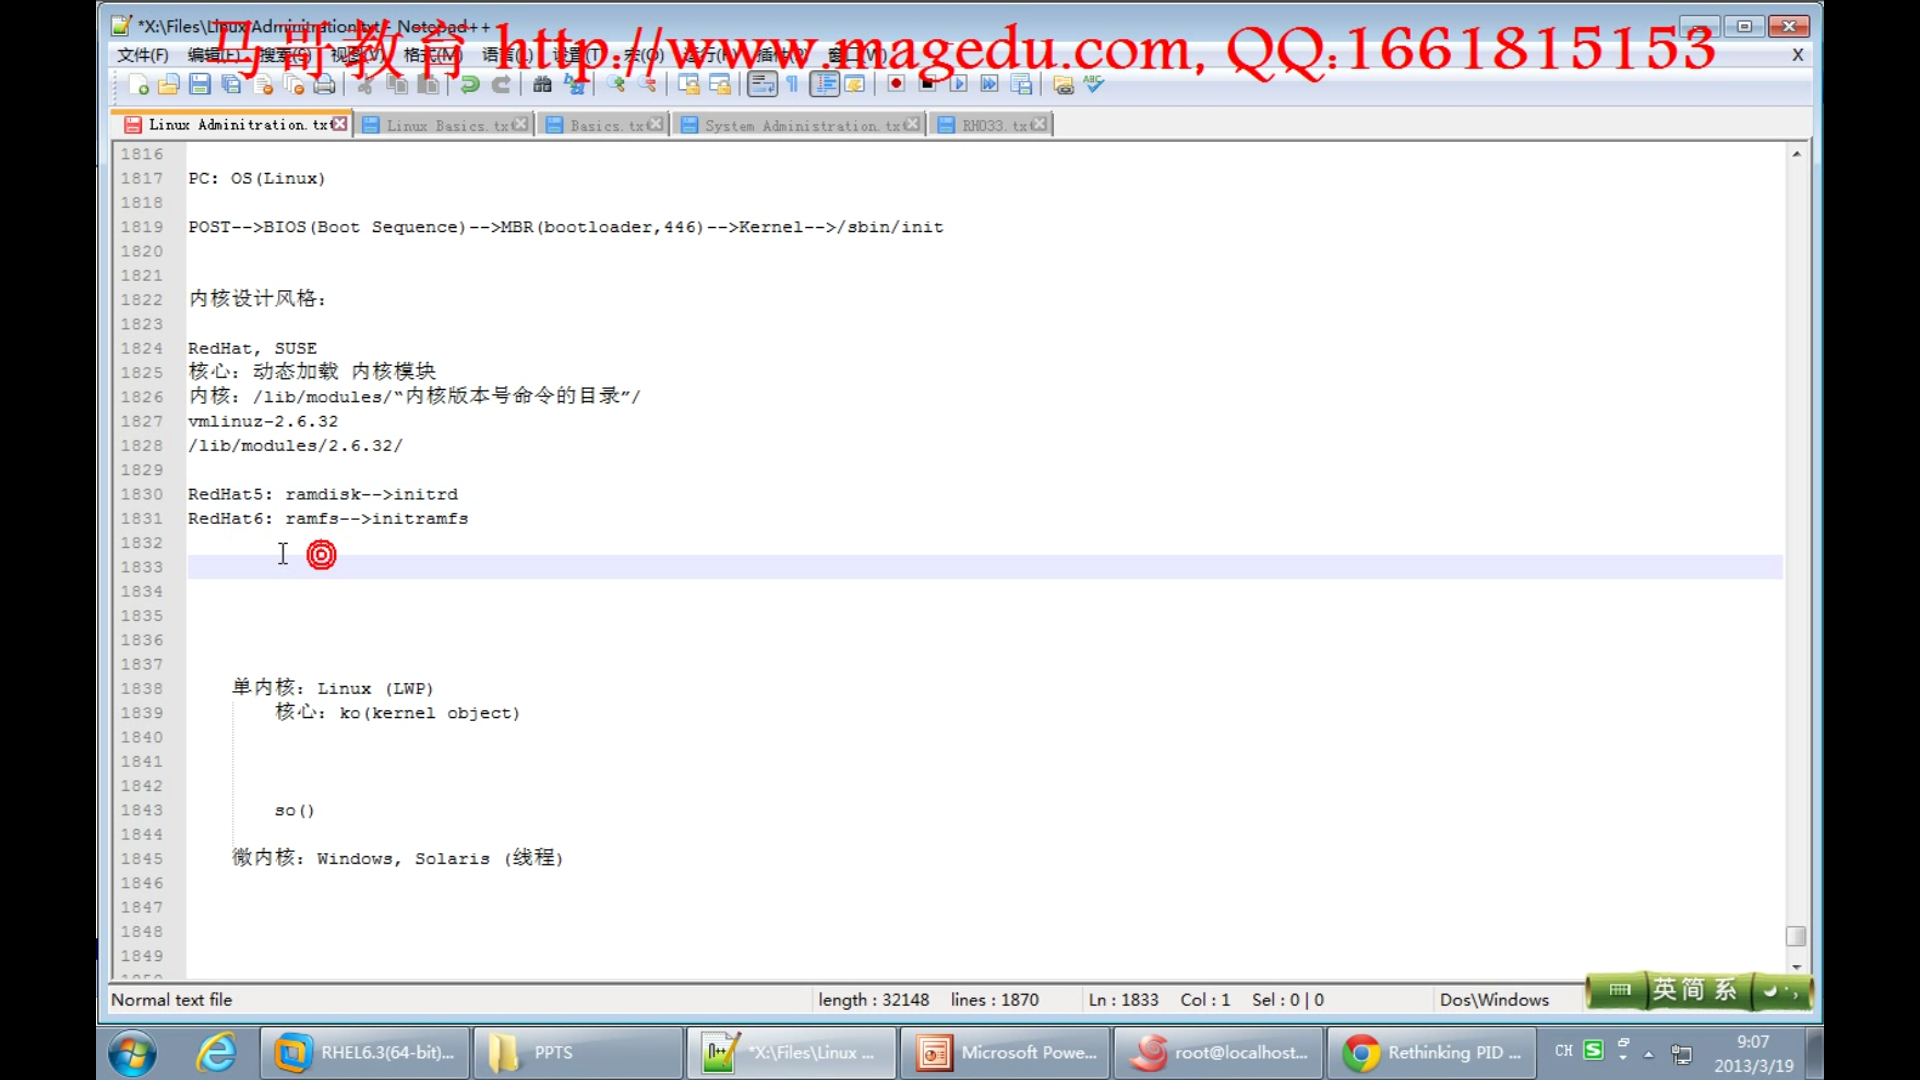 *X:\Files\Linux Adminitration.txt - Notepad++
马哥教育 http://www.magedu.com, QQ:1661815153
文件(F) 编辑(E) 搜索(S) 视图(V) 格式(M) 语言(L) 设置(T) 宏(O) 运行(R) 插件(P) 窗口(W) X
Linux Adminitration.txt Linux Basics.txt Basics.txt System Administration.txt RH033.txt
1816
1817 PC: OS(Linux)
1818
1819 POST-->BIOS(Boot Sequence)-->MBR(bootloader,446)-->Kernel-->/sbin/init
1820
1821
1822 内核设计风格:
1823
1824 RedHat, SUSE
1825 核心: 动态加载 内核模块
1826 内核: /lib/modules/“内核版本号命令的目录”/
1827 vmlinuz-2.6.32
1828 /lib/modules/2.6.32/
1829
1830 RedHat5: ramdisk-->initrd
1831 RedHat6: ramfs-->initramfs
1832
1833
1834
1835
1836
1837
1838 单内核: Linux (LWP)
1839 核心: ko(kernel object)
1840
1841
1842
1843 so()
1844
1845 微内核: Windows, Solaris (线程)
1846
1847
1848
1849
Normal text file length : 32148 lines : 1870 Ln : 1833 Col : 1 Sel : 0 | 0 Dos\Windows
英简系
RHEL6.3(64-bit)... PPTS *X:\Files\Linux ... Microsoft Powe... root@localhost... Rethinking PID ... CH 9:07
2013/3/19